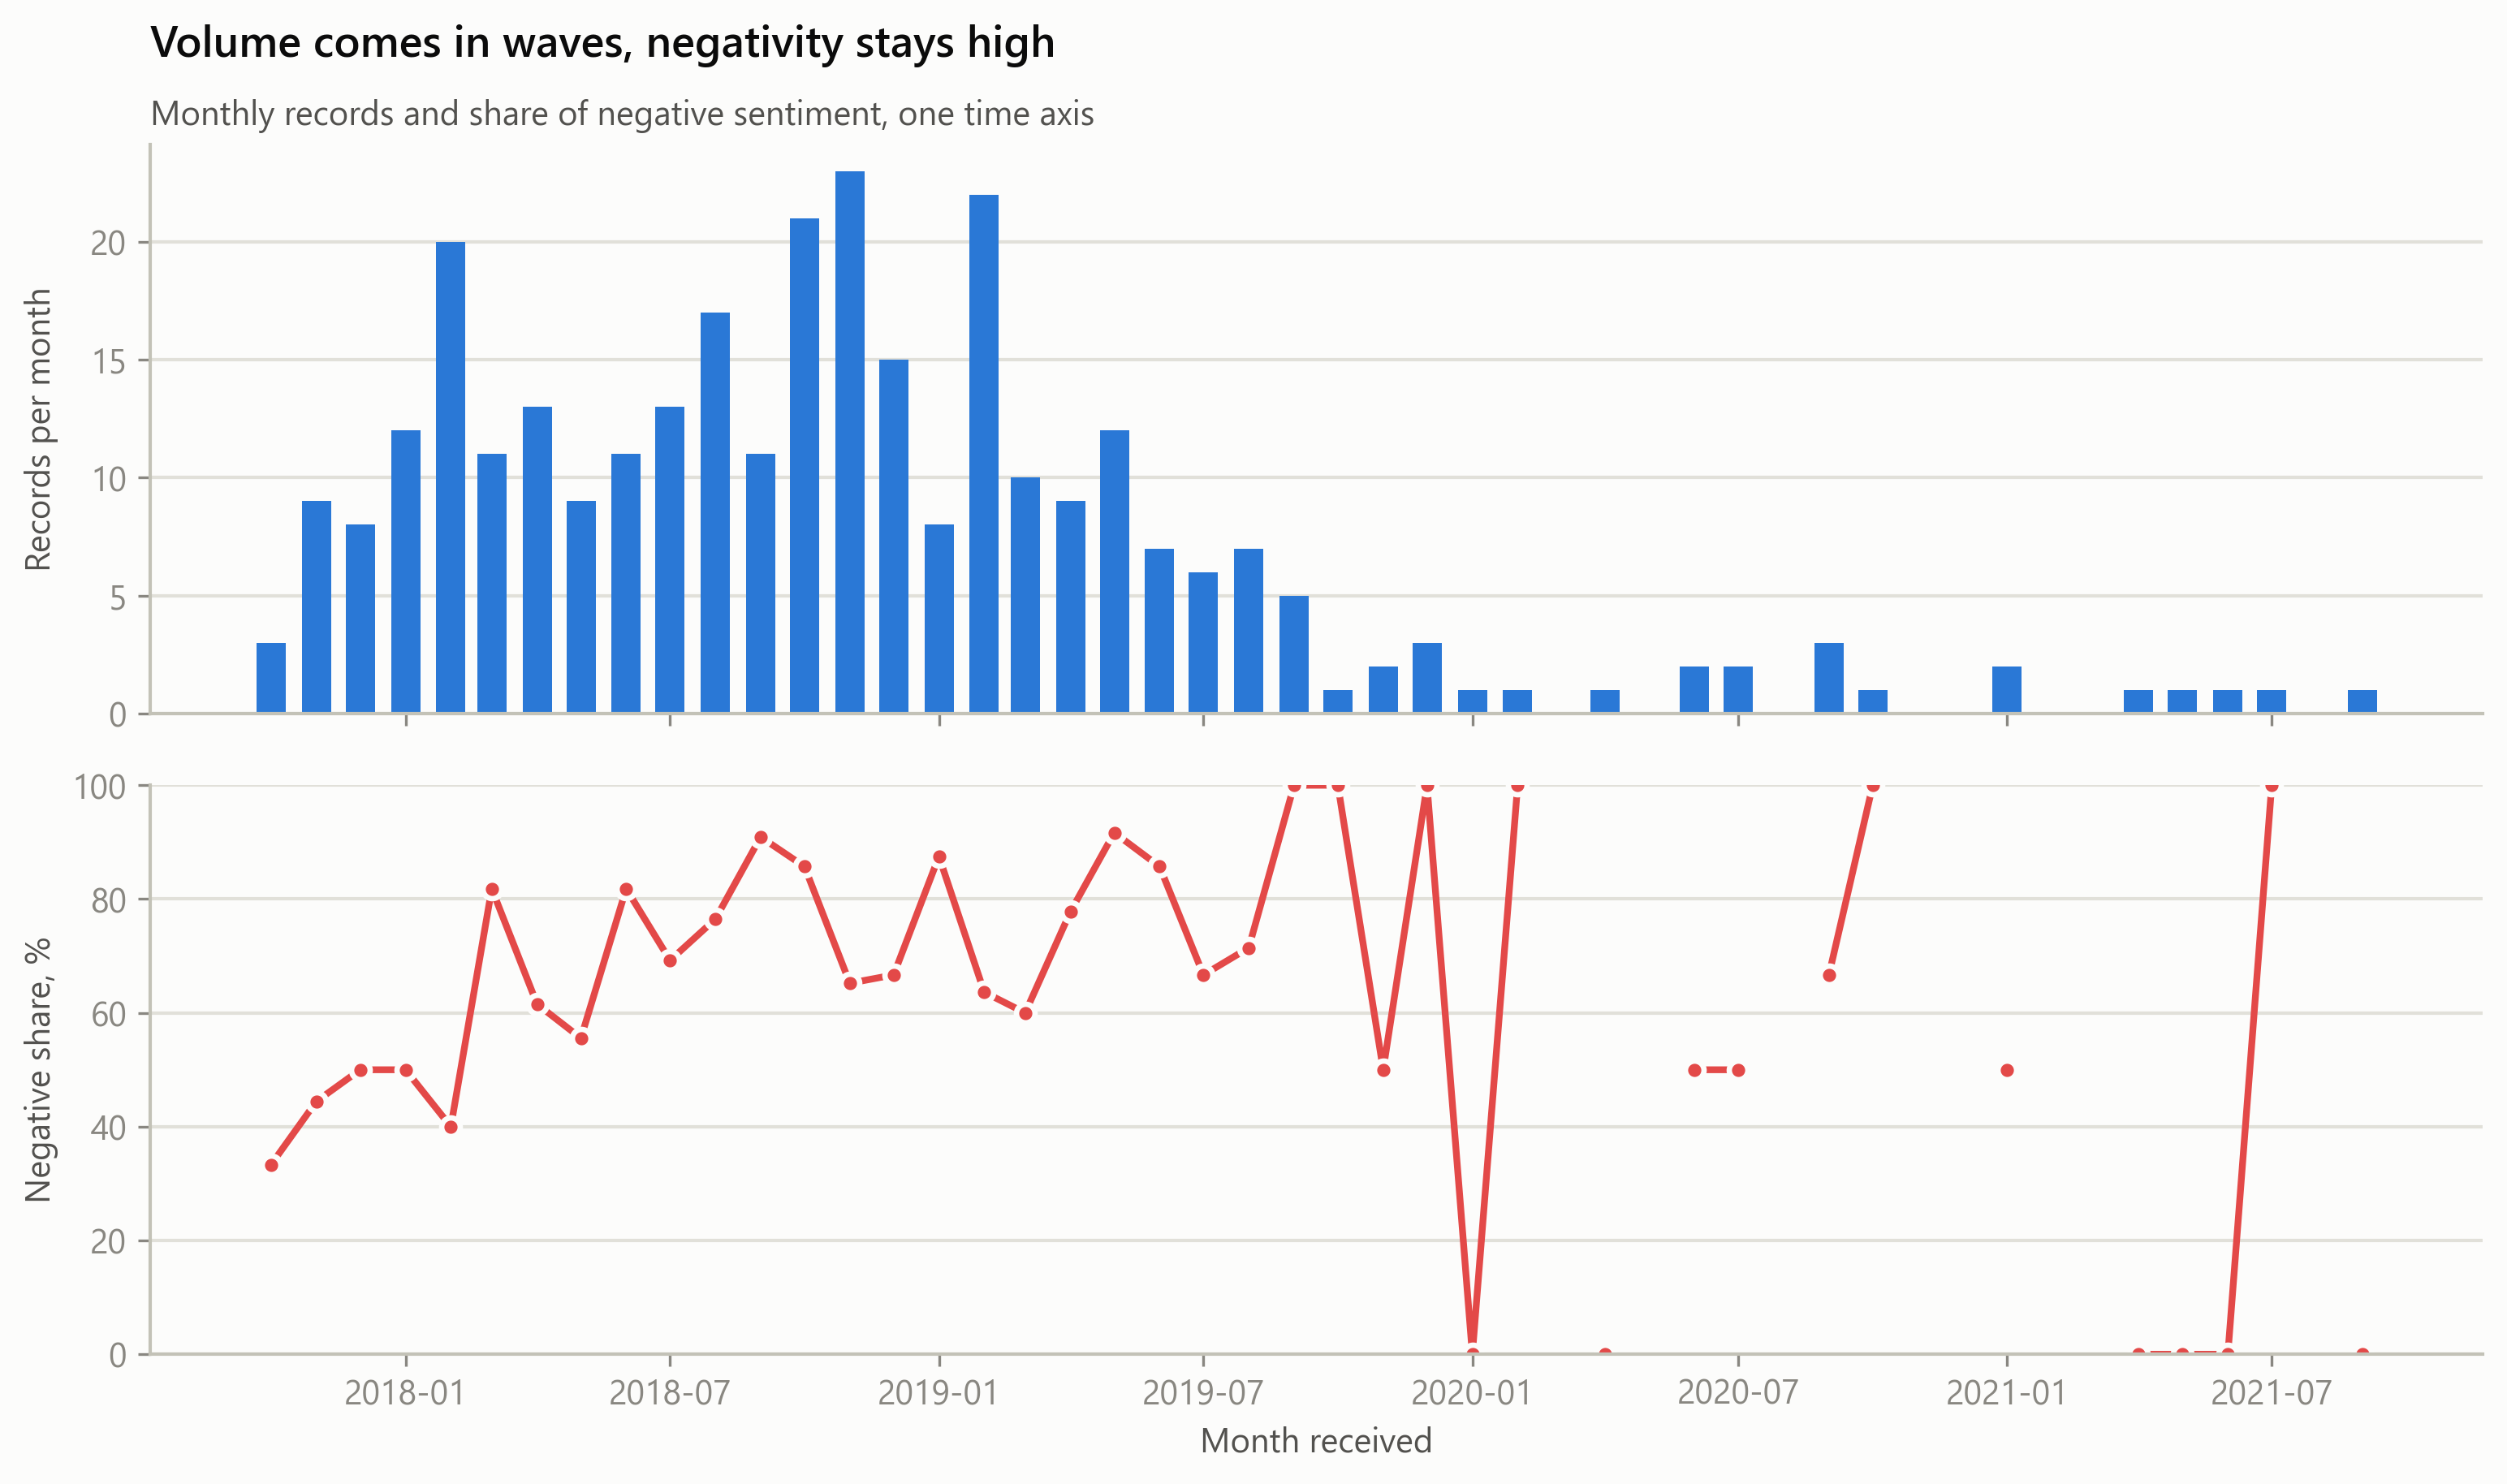 Volume comes in waves, negativity stays high
Monthly records and share of negative sentiment, one time axis
Records per month
20
15
10
5
0
Negative share, %
100
80
60
40
20
0
2018-01 2018-07 2019-01 2019-07 2020-01 2020-07 2021-01 2021-07
Month received